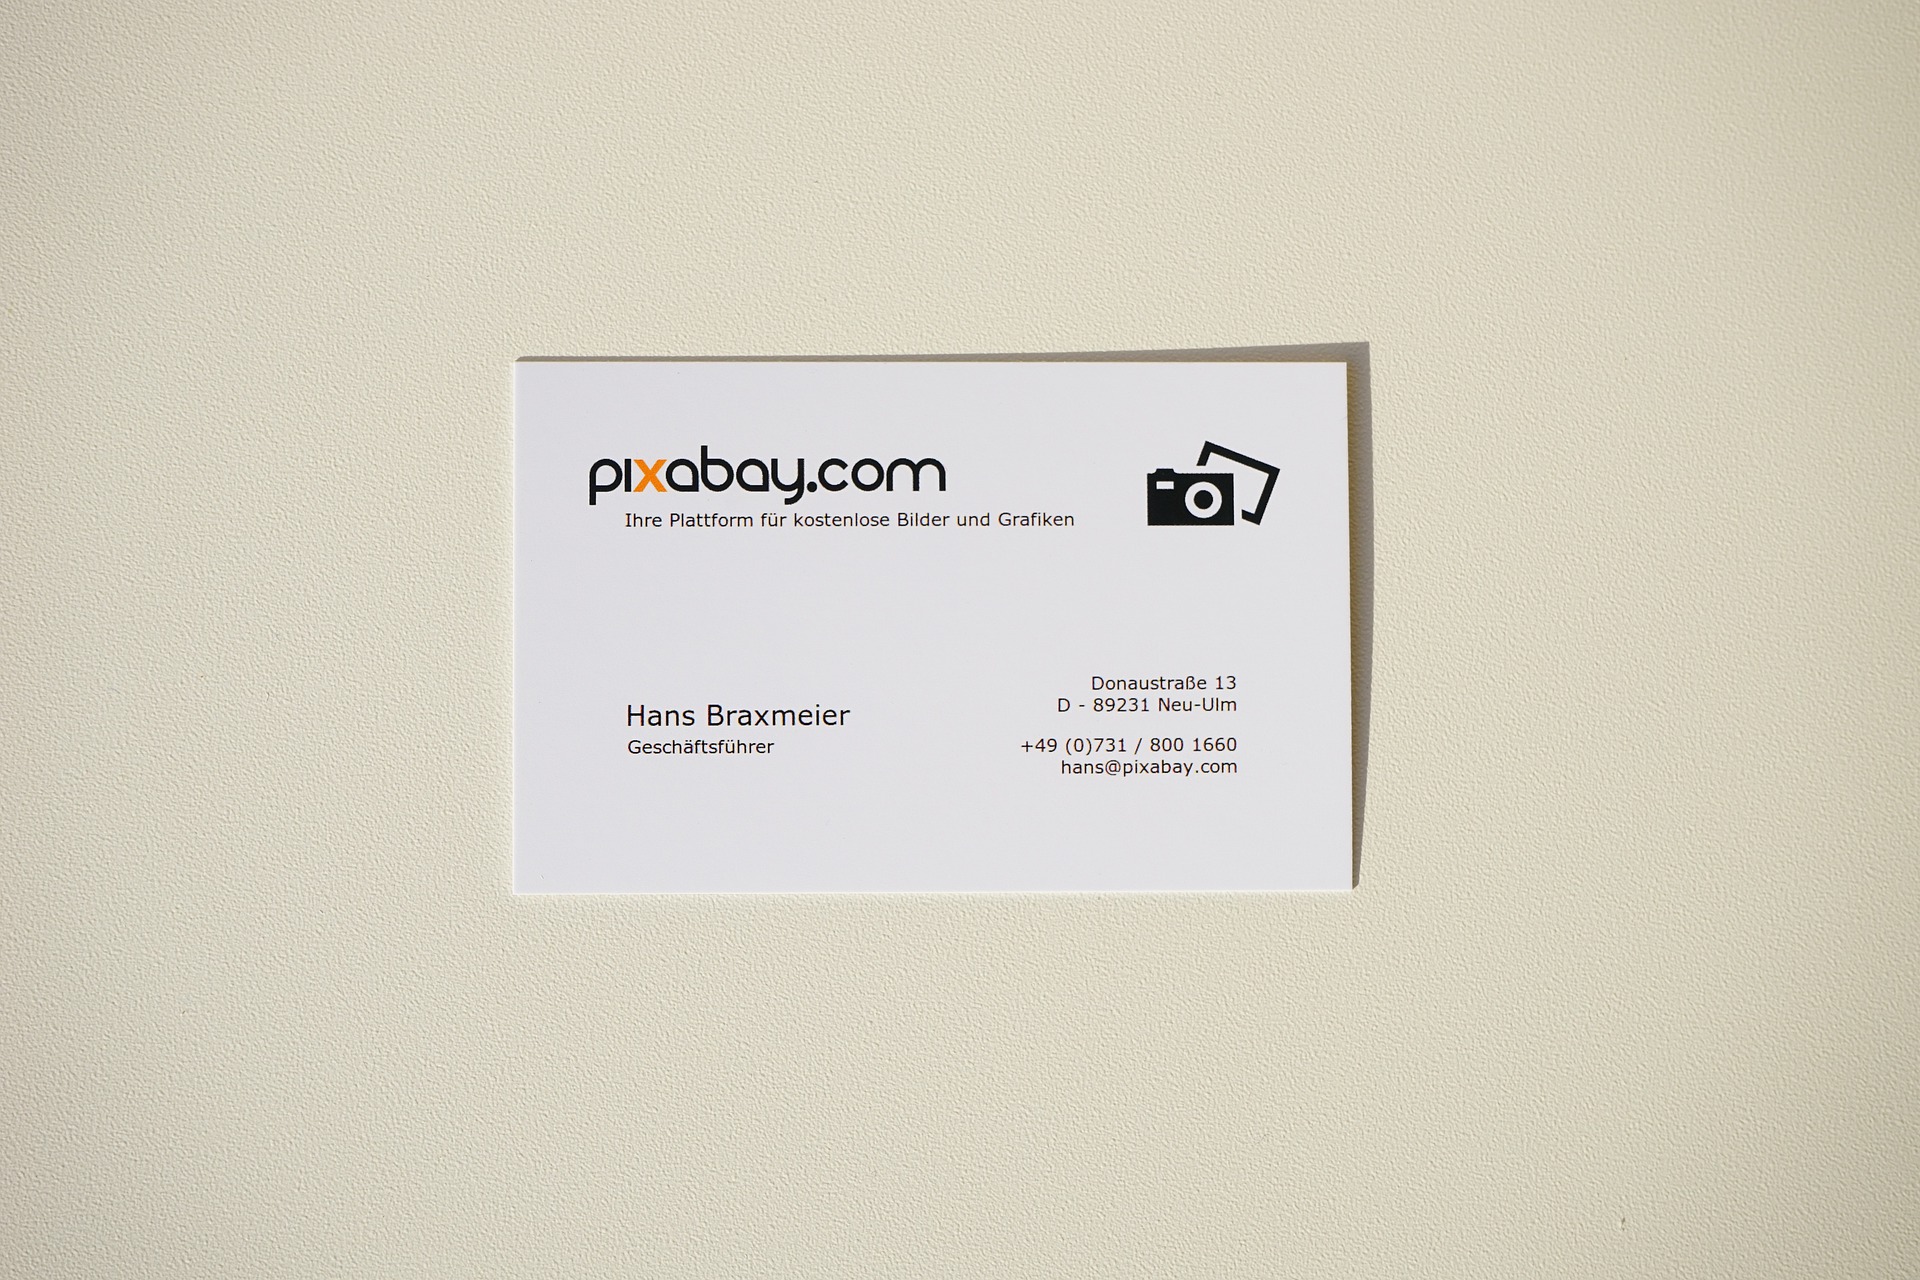 pixabay.com
Ihre Plattform für kostenlose Bilder und Grafiken
Hans Braxmeier
Geschäftsführer
Donaustraße 13
D - 89231 Neu-Ulm
+49 (0)731 / 800 1660
hans@pixabay.com